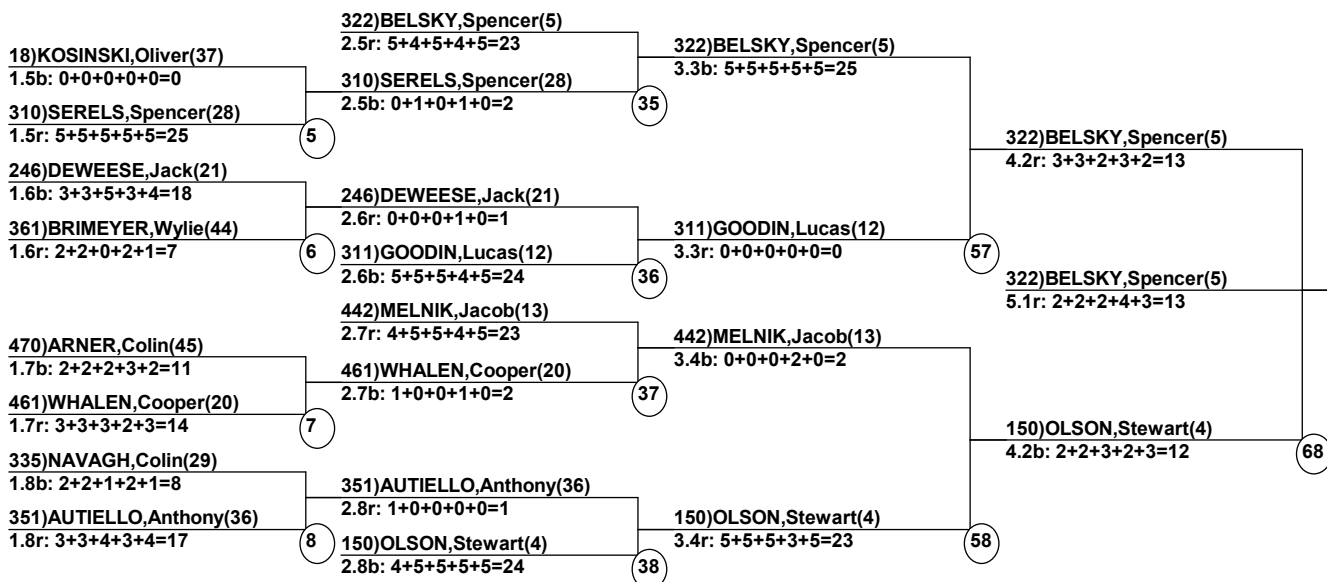 18)KOSINSKI,Oliver(37)
1.5b: 0+0+0+0+0=0
310)SERELS,Spencer(28)
1.5r: 5+5+5+5+5=25
5
246)DEWEESE,Jack(21)
1.6b: 3+3+5+3+4=18
361)BRIMEYER,Wylie(44)
1.6r: 2+2+0+2+1=7
6
470)ARNER,Colin(45)
1.7b: 2+2+2+3+2=11
461)WHALEN,Cooper(20)
1.7r: 3+3+3+2+3=14
7
335)NAVAGH,Colin(29)
1.8b: 2+2+1+2+1=8
351)AUTIELLO,Anthony(36)
1.8r: 3+3+4+3+4=17
8
322)BELSKY,Spencer(5)
2.5r: 5+4+5+4+5=23
310)SERELS,Spencer(28)
2.5b: 0+1+0+1+0=2
35
246)DEWEESE,Jack(21)
2.6r: 0+0+0+1+0=1
311)GOODIN,Lucas(12)
2.6b: 5+5+5+4+5=24
36
442)MELNIK,Jacob(13)
2.7r: 4+5+5+4+5=23
461)WHALEN,Cooper(20)
2.7b: 1+0+0+1+0=2
37
351)AUTIELLO,Anthony(36)
2.8r: 1+0+0+0+0=1
150)OLSON,Stewart(4)
2.8b: 4+5+5+5+5=24
38
322)BELSKY,Spencer(5)
3.3b: 5+5+5+5+5=25
311)GOODIN,Lucas(12)
3.3r: 0+0+0+0+0=0
57
442)MELNIK,Jacob(13)
3.4b: 0+0+0+2+0=2
150)OLSON,Stewart(4)
3.4r: 5+5+5+3+5=23
58
322)BELSKY,Spencer(5)
4.2r: 3+3+2+3+2=13
322)BELSKY,Spencer(5)
5.1r: 2+2+2+4+3=13
150)OLSON,Stewart(4)
4.2b: 2+2+3+2+3=12
68